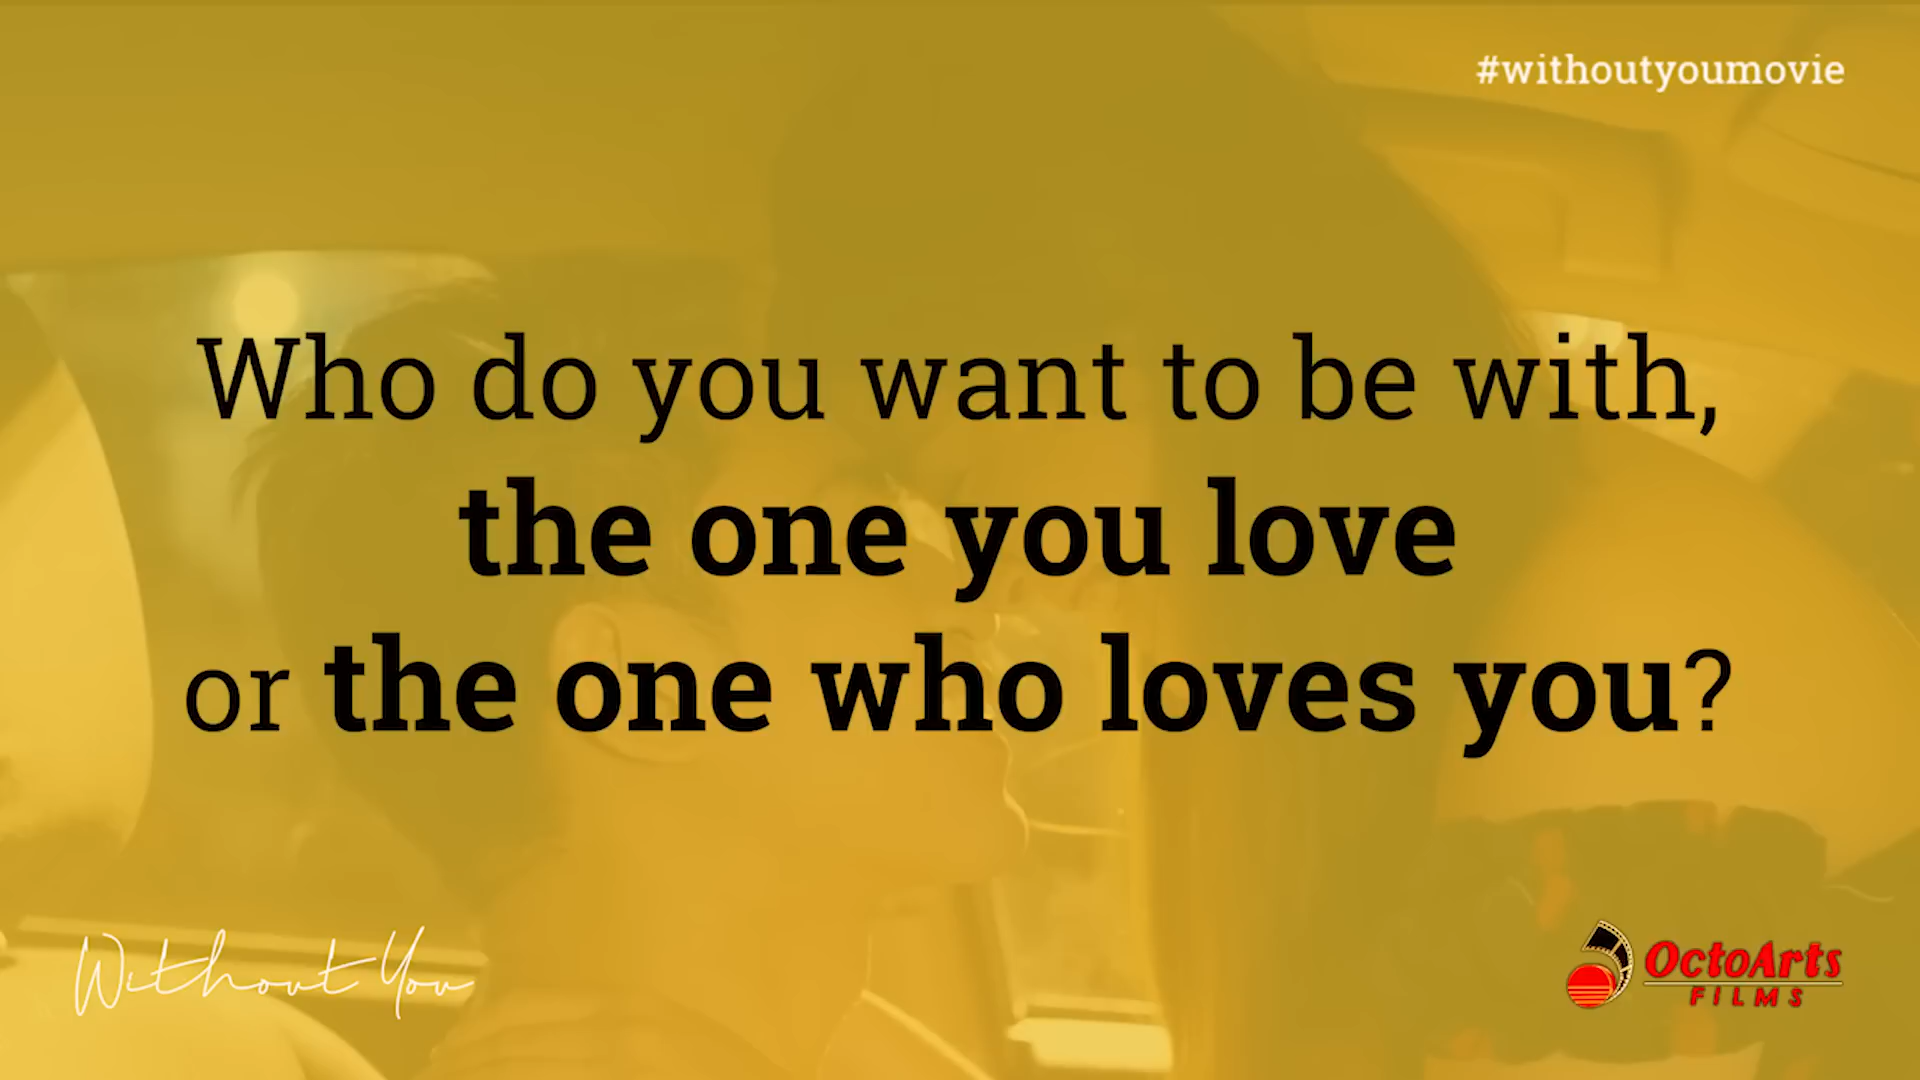 #withoutyoumovie
Who do you want to be with,
the one you love
or the one who loves you?
Without You
OctoArts
FILMS